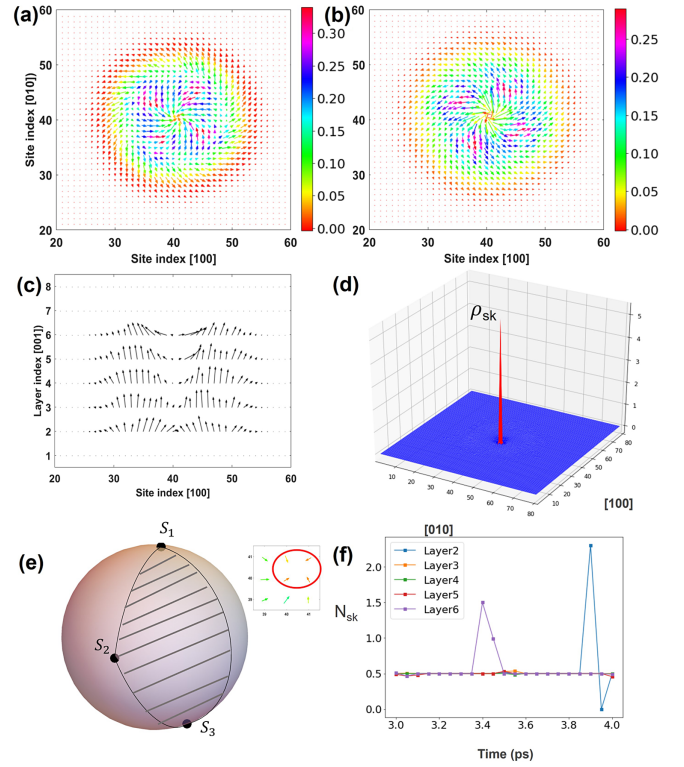 (a)
60
50
40
30
20
Site index [010])
20 30 40 50 60
Site index [100]
0.30
0.25
0.20
0.15
0.10
0.05
0.00
(b)
60
50
40
30
20
20 30 40 50 60
Site index [100]
0.25
0.20
0.15
0.10
0.05
0.00
(c)
8
7
6
5
4
3
2
1
Layer index [001])
20 30 40 50 60
Site index [100]
(d)
ρsk
5
4
3
2
1
0
10 20 30 40 50 60 70 80
10 20 30 40 50 60 70 80
[100]
[010]
(e)
S1
S2
S3
41
40
39
39 40 41
(f)
Layer2
Layer3
Layer4
Layer5
Layer6
2.0
1.5
1.0
0.5
0.0
Nsk
3.0 3.2 3.4 3.6 3.8 4.0
Time (ps)